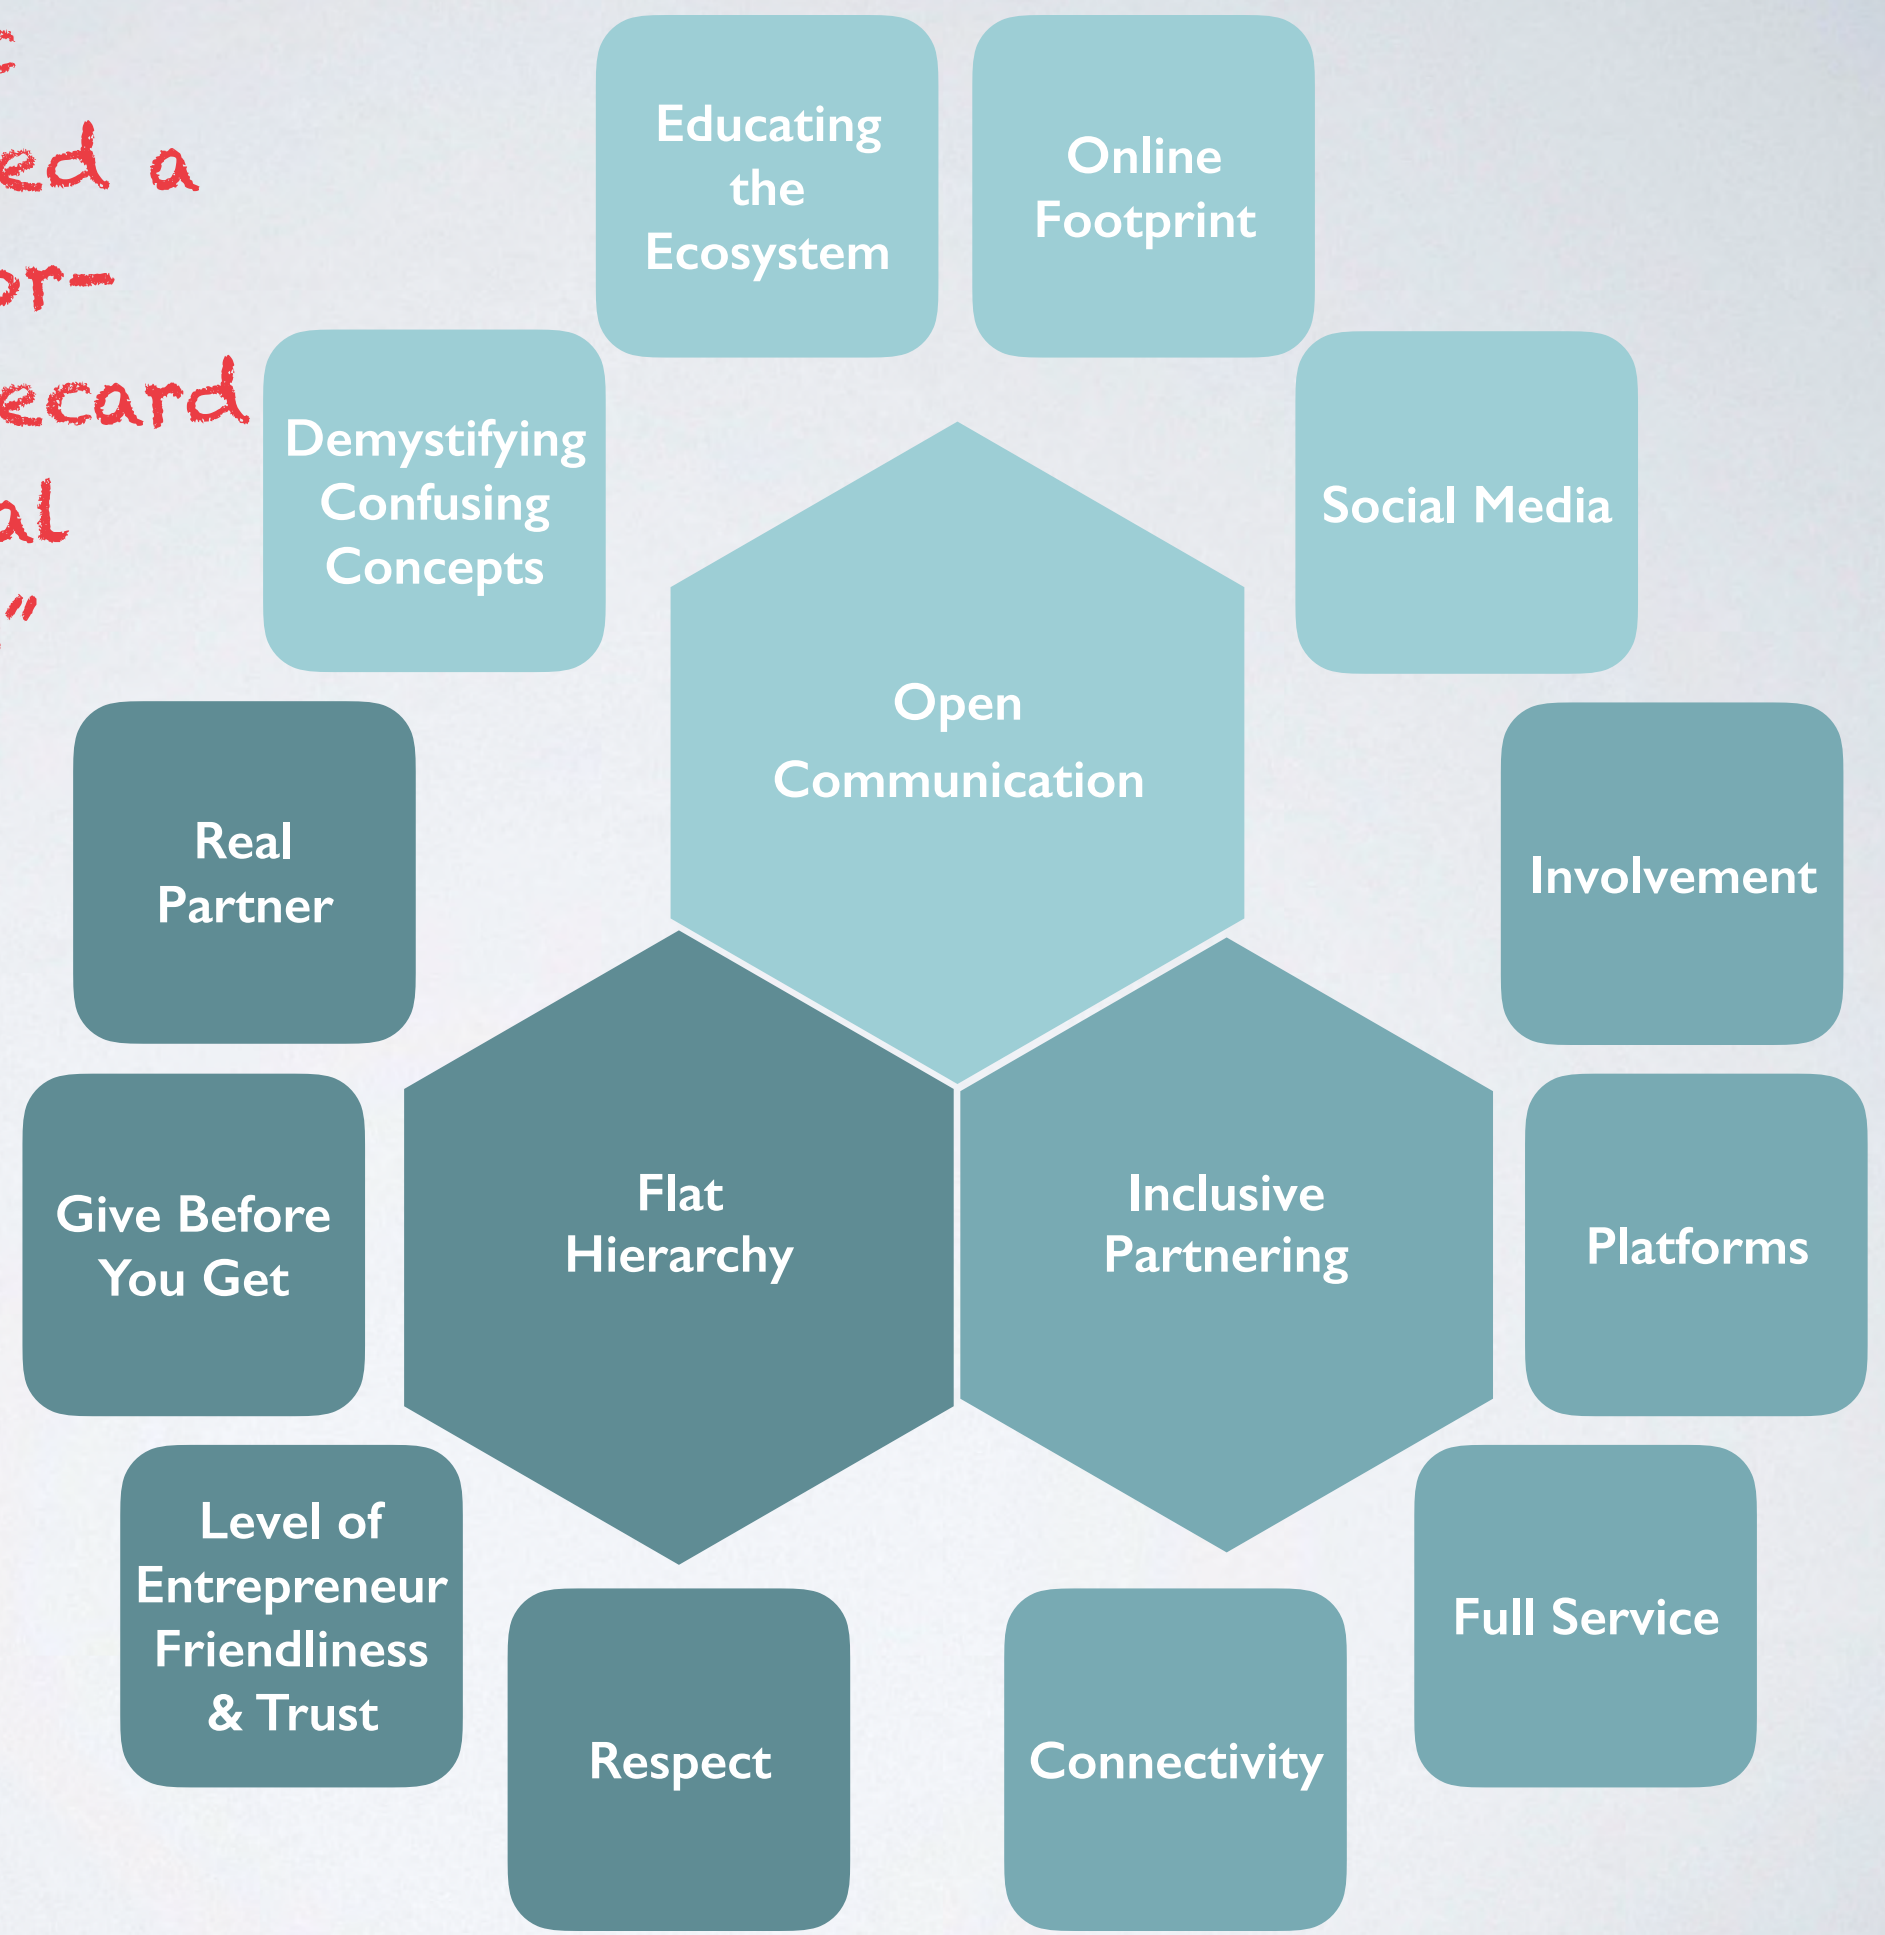 a
Educating
the
Ecosystem
Online
Footprint
Demystifying
Confusing
Concepts
Social Media
Open
Communication
Real
Partner
Involvement
Give Before
You Get
Flat
Hierarchy
Inclusive
Partnering
Platforms
Level of
Entrepreneur
Friendliness
& Trust
Full Service
Respect
Connectivity